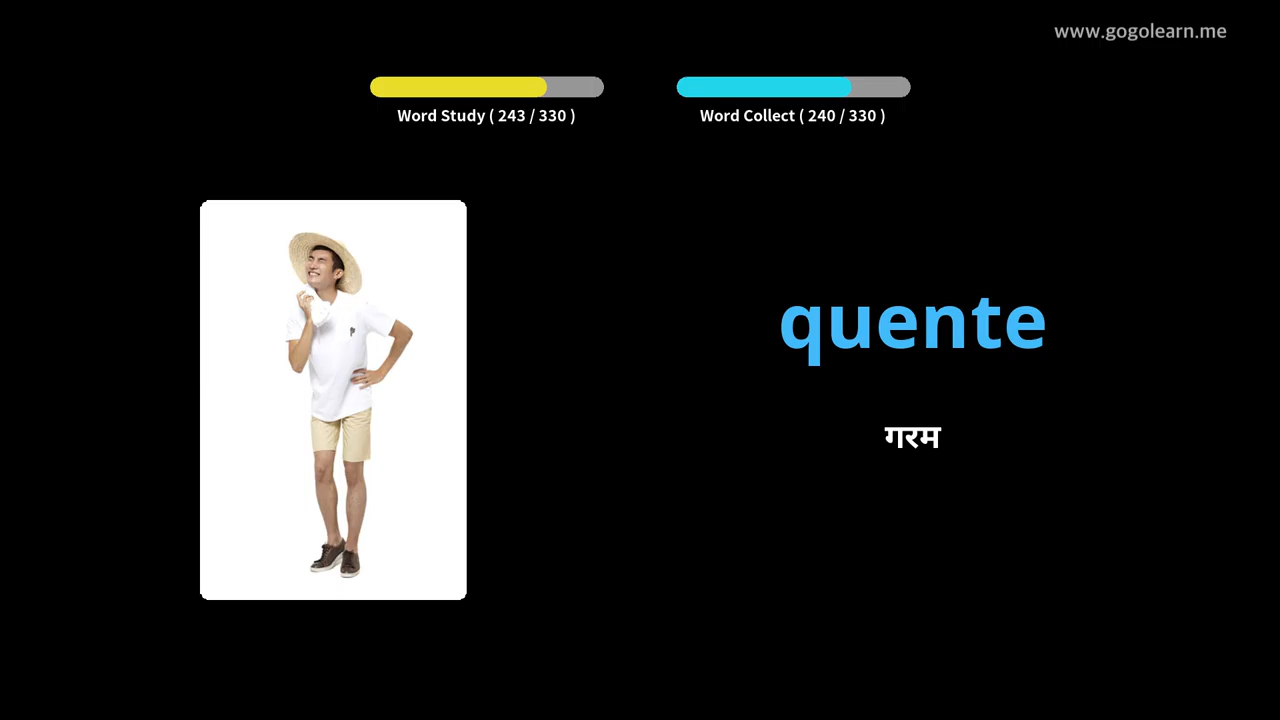 www.gogolearn.me
Word Study ( 243 / 330 )
Word Collect ( 240 / 330 )
quente
गरम